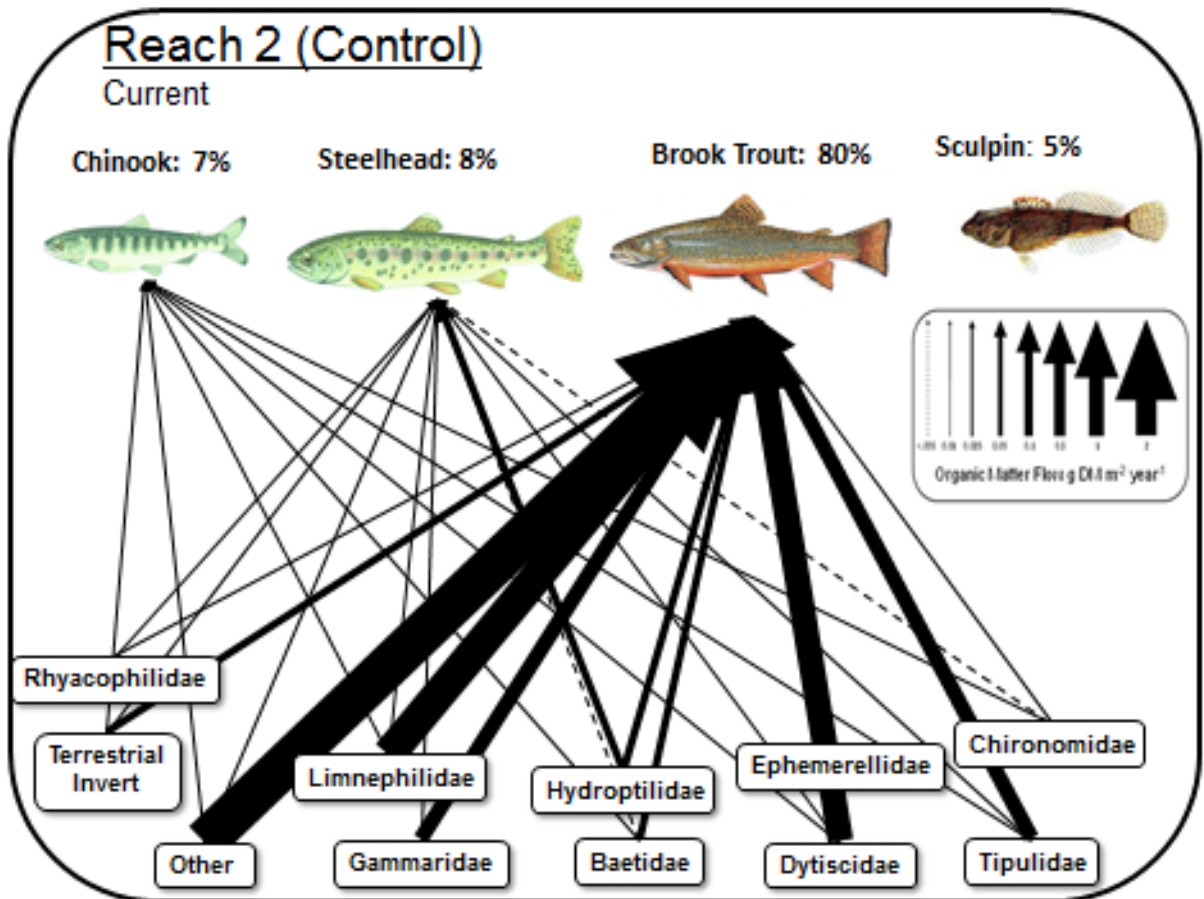 Reach 2 (Control)
Current
Chinook: 7%
Steelhead: 8%
Brook Trout: 80%
Sculpin: 5%
Organic Matter Flow g DM m⁻² year⁻¹
Rhyacophilidae
Terrestrial
Invert
Limnephilidae
Hydroptilidae
Ephemerellidae
Chironomidae
Other
Gammaridae
Baetidae
Dytiscidae
Tipulidae